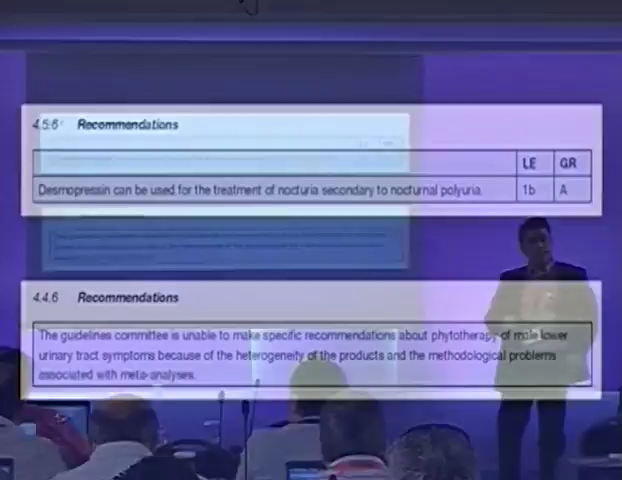 4.5.6 Recommendations
LE GR
Desmopressin can be used for the treatment of nocturia secondary to nocturnal polyuria. 1b A
4.4.6 Recommendations
The guidelines committee is unable to make specific recommendations about phytotherapy of male lower
urinary tract symptoms because of the heterogeneity of the products and the methodological problems
associated with meta-analyses.